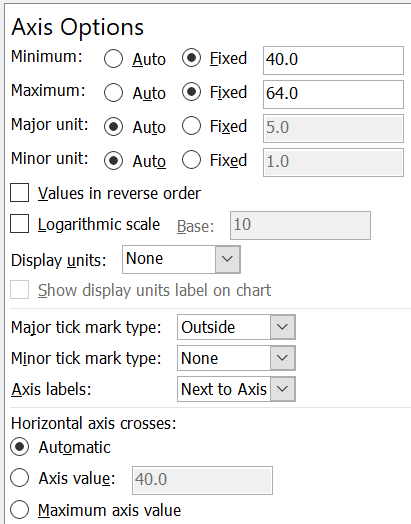 Axis Options
Minimum: Auto Fixed 40.0
Maximum: Auto Fixed 64.0
Major unit: Auto Fixed 5.0
Minor unit: Auto Fixed 1.0
Values in reverse order
Logarithmic scale Base: 10
Display units: None
Show display units label on chart
Major tick mark type: Outside
Minor tick mark type: None
Axis labels: Next to Axis
Horizontal axis crosses:
Automatic
Axis value: 40.0
Maximum axis value